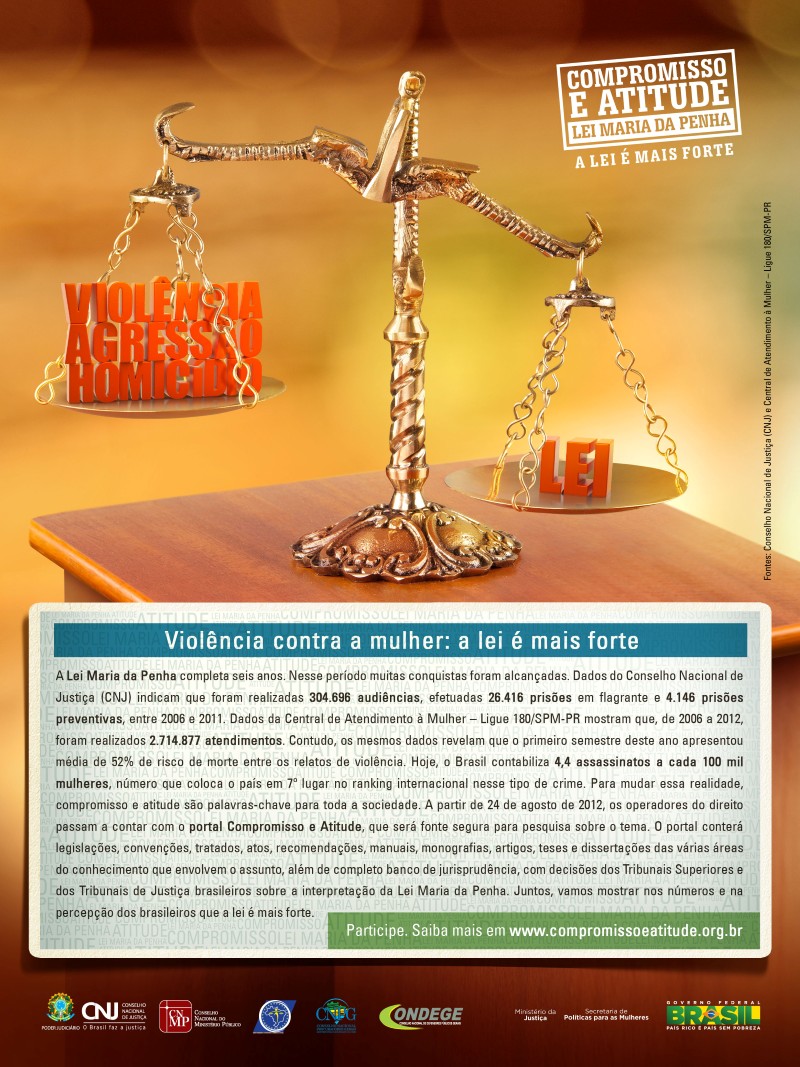 COMPROMISSO
E ATITUDE
LEI MARIA DA PENHA
A LEI É MAIS FORTE
VIOLÊNCIA
AGRESSÃO
HOMICÍDIO
LEI
Fontes: Conselho Nacional de Justiça (CNJ) e Central de Atendimento à Mulher – Ligue 180/SPM-PR
Violência contra a mulher: a lei é mais forte
A Lei Maria da Penha completa seis anos. Nesse período muitas conquistas foram alcançadas. Dados do Conselho Nacional de
Justiça (CNJ) indicam que foram realizadas 304.696 audiências, efetuadas 26.416 prisões em flagrante e 4.146 prisões
preventivas, entre 2006 e 2011. Dados da Central de Atendimento à Mulher – Ligue 180/SPM-PR mostram que, de 2006 a 2012,
foram realizados 2.714.877 atendimentos. Contudo, os mesmos dados revelam que o primeiro semestre deste ano apresentou
média de 52% de risco de morte entre os relatos de violência. Hoje, o Brasil contabiliza 4,4 assassinatos a cada 100 mil
mulheres, número que coloca o país em 7º lugar no ranking internacional nesse tipo de crime. Para mudar essa realidade,
compromisso e atitude são palavras-chave para toda a sociedade. A partir de 24 de agosto de 2012, os operadores do direito
passam a contar com o portal Compromisso e Atitude, que será fonte segura para pesquisa sobre o tema. O portal conterá
legislações, convenções, tratados, atos, recomendações, manuais, monografias, artigos, teses e dissertações das várias áreas
do conhecimento que envolvem o assunto, além de completo banco de jurisprudência, com decisões dos Tribunais Superiores e
dos Tribunais de Justiça brasileiros sobre a interpretação da Lei Maria da Penha. Juntos, vamos mostrar nos números e na
percepção dos brasileiros que a lei é mais forte.
Participe. Saiba mais em www.compromissoeatitude.org.br
PODER JUDICIÁRIO
CNJ CONSELHO NACIONAL DE JUSTIÇA
O Brasil faz a justiça
CN MP
CONSELHO NACIONAL DO MINISTÉRIO PÚBLICO
CNPG
CONDEGE
Ministério da
Justiça
Secretaria de
Políticas para as Mulheres
GOVERNO FEDERAL
BRASIL
PAÍS RICO É PAÍS SEM POBREZA